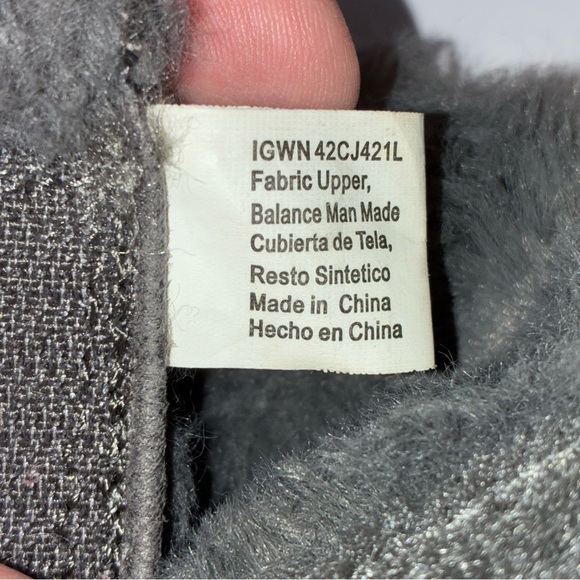 IGWN 42CJ421L
Fabric Upper,
Balance Man Made
Cubierta de Tela,
Resto Sintetico
Made in China
Hecho en China